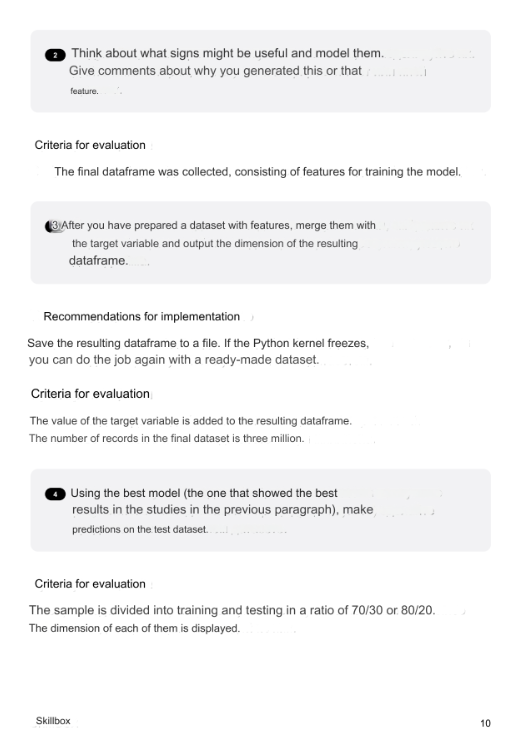 2 Think about what signs might be useful and model them.
Give comments about why you generated this or that
feature.
Criteria for evaluation
The final dataframe was collected, consisting of features for training the model.
3 After you have prepared a dataset with features, merge them with
the target variable and output the dimension of the resulting
dataframe.
Recommendations for implementation
Save the resulting dataframe to a file. If the Python kernel freezes,
you can do the job again with a ready-made dataset.
Criteria for evaluation
The value of the target variable is added to the resulting dataframe.
The number of records in the final dataset is three million.
4 Using the best model (the one that showed the best
results in the studies in the previous paragraph), make
predictions on the test dataset.
Criteria for evaluation
The sample is divided into training and testing in a ratio of 70/30 or 80/20.
The dimension of each of them is displayed.
Skillbox
10